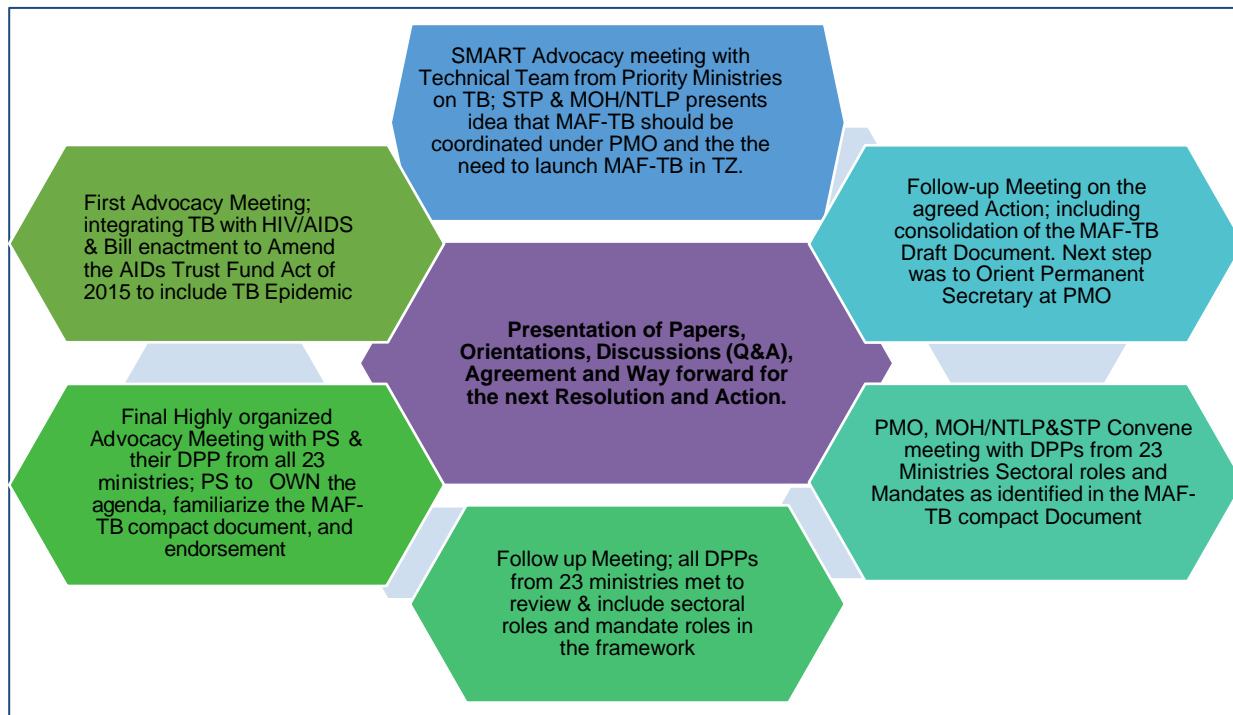 SMART Advocacy meeting with
Technical Team from Priority Ministries
on TB; STP & MOH/NTLP presents
idea that MAF-TB should be
coordinated under PMO and the the
need to launch MAF-TB in TZ.
First Advocacy Meeting;
integrating TB with HIV/AIDS
& Bill enactment to Amend
the AIDs Trust Fund Act of
2015 to include TB Epidemic
Follow-up Meeting on the
agreed Action; including
consolidation of the MAF-TB
Draft Document. Next step
was to Orient Permanent
Secretary at PMO
Presentation of Papers,
Orientations, Discussions (Q&A),
Agreement and Way forward for
the next Resolution and Action.
Final Highly organized
Advocacy Meeting with PS &
their DPP from all 23
ministries; PS to OWN the
agenda, familiarize the MAF-
TB compact document, and
endorsement
PMO, MOH/NTLP&STP Convene
meeting with DPPs from 23
Ministries Sectoral roles and
Mandates as identified in the MAF-
TB compact Document
Follow up Meeting; all DPPs
from 23 ministries met to
review & include sectoral
roles and mandate roles in
the framework